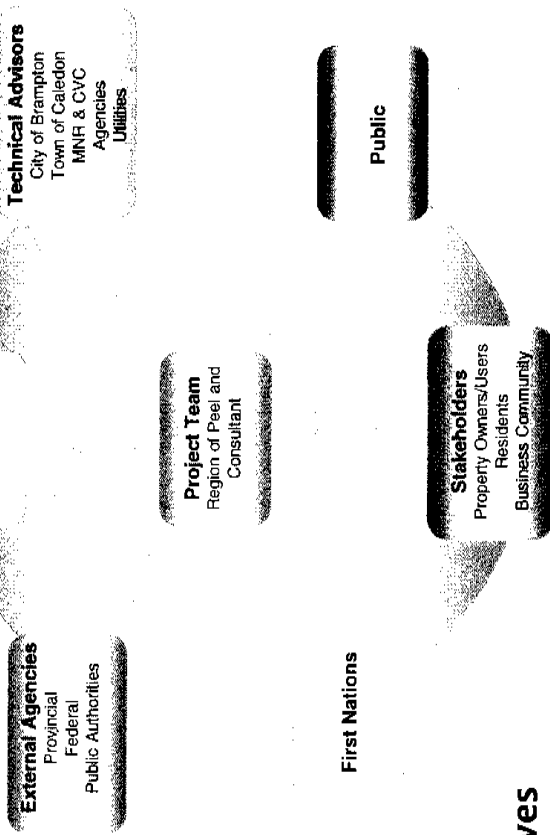 External Agencies
Provincial
Federal
Public Authorities
Technical Advisors
City of Brampton
Town of Caledon
MNR & CVC
Agencies
Utilities
Project Team
Region of Peel and
Consultant
First Nations
Public
Stakeholders
Property Owners/Users
Residents
Business Community
ves